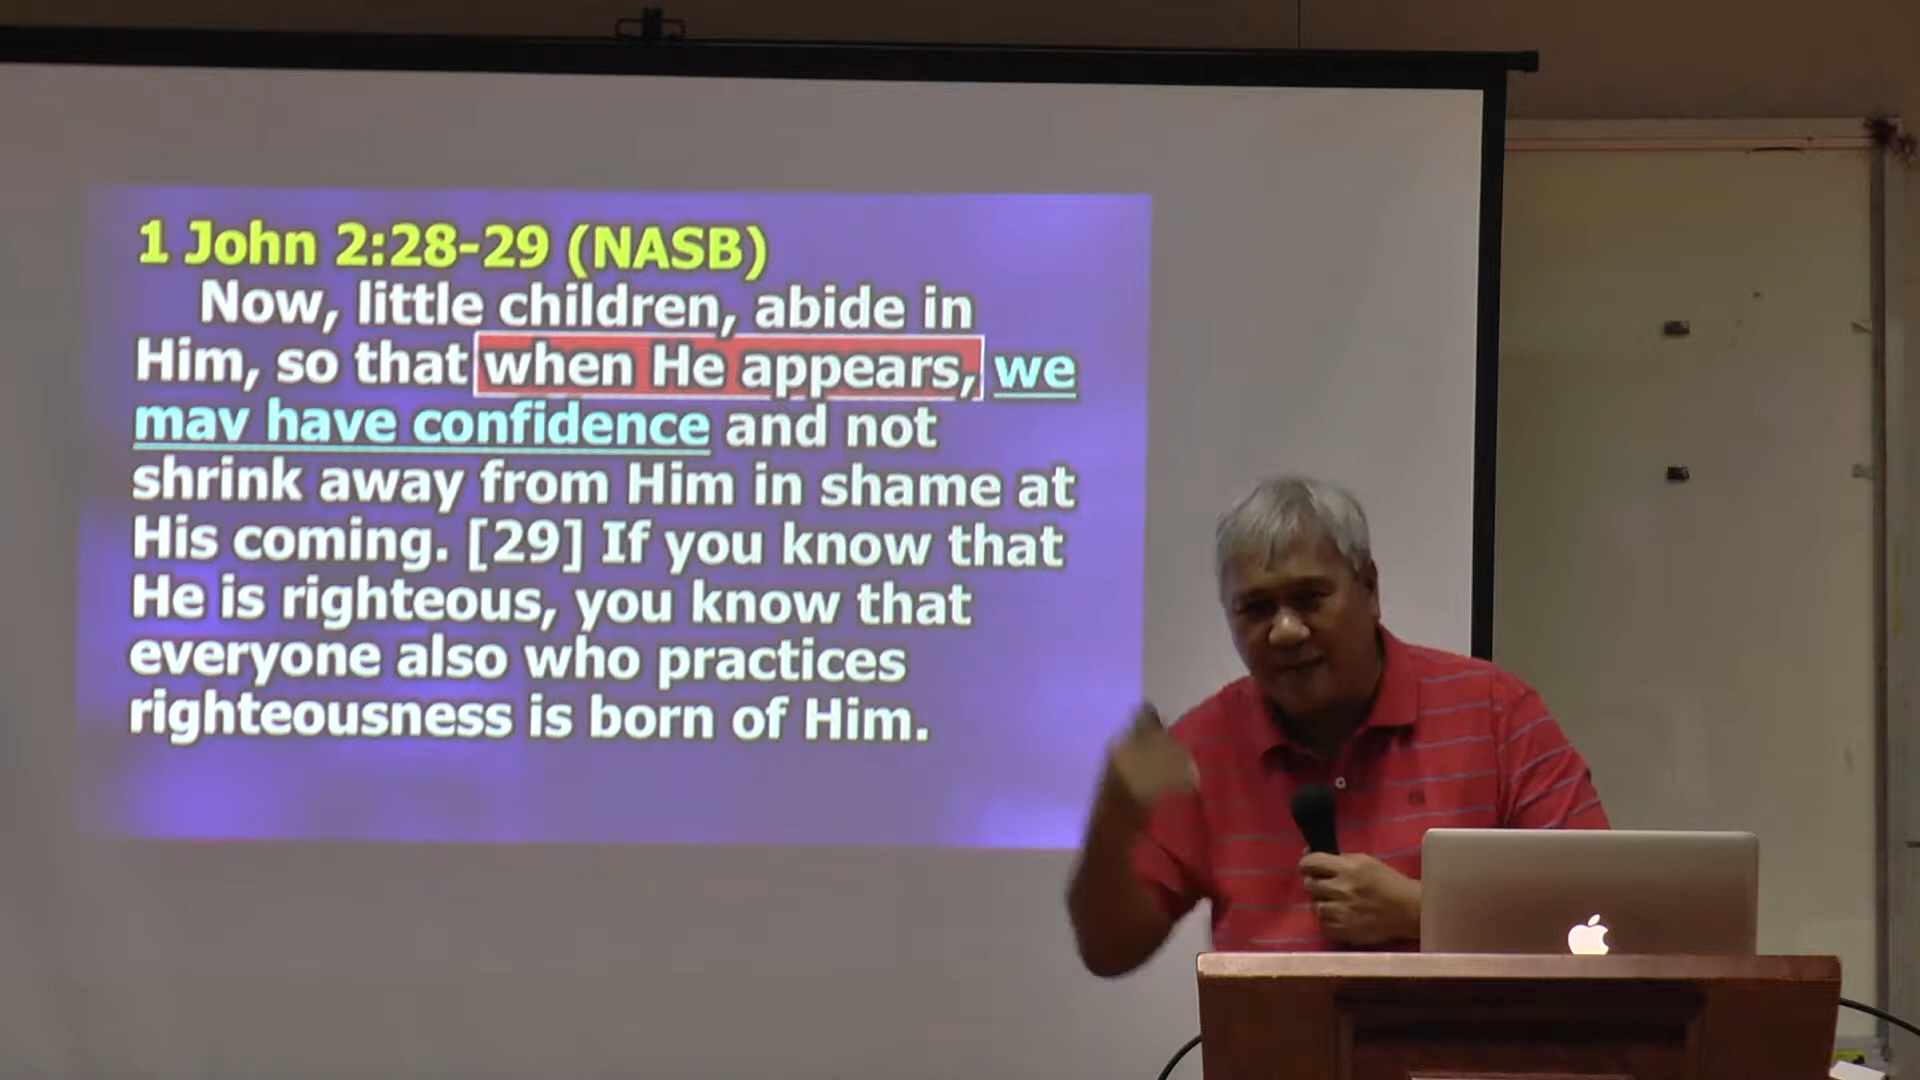 1 John 2:28-29 (NASB)
Now, little children, abide in
Him, so that when He appears, we
may have confidence and not
shrink away from Him in shame at
His coming. [29] If you know that
He is righteous, you know that
everyone also who practices
righteousness is born of Him.